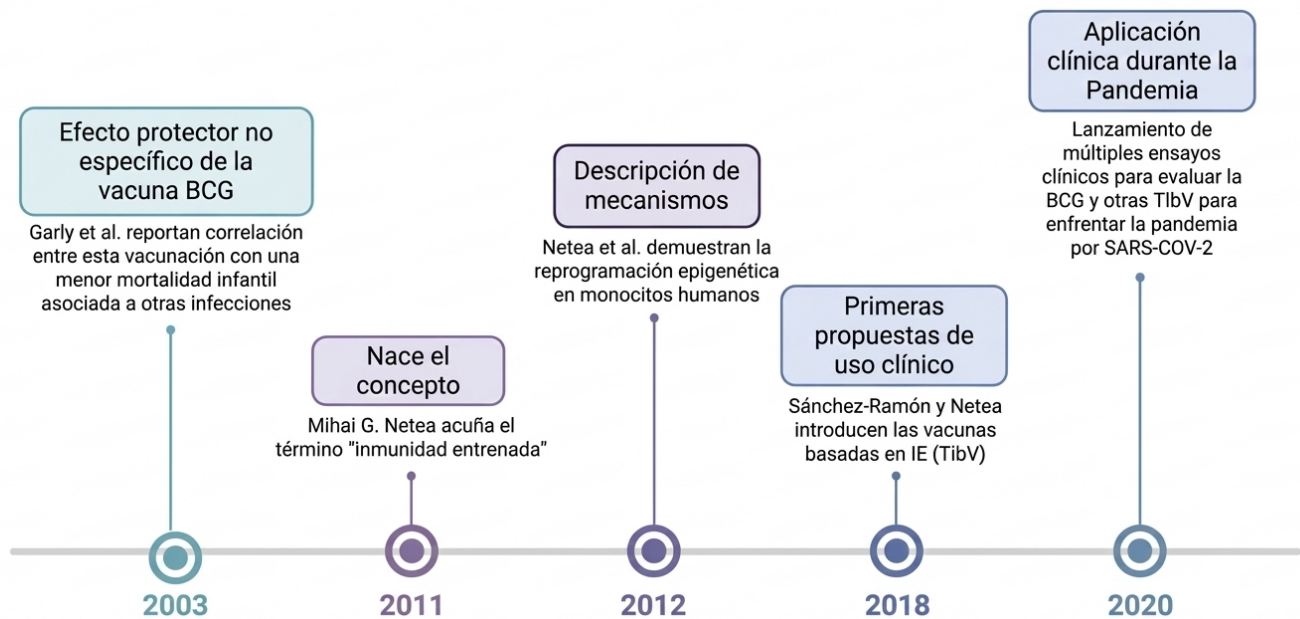 Efecto protector no
específico de la
vacuna BCG
Garly et al. reportan correlación
entre esta vacunación con una
menor mortalidad infantil
asociada a otras infecciones
2003
Nace el
concepto
Mihai G. Netea acuña el
término "inmunidad entrenada"
2011
Descripción de
mecanismos
Netea et al. demuestran la
reprogramación epigenética
en monocitos humanos
2012
Primeras
propuestas de
uso clínico
Sánchez-Ramón y Netea
introducen las vacunas
basadas en IE (TibV)
2018
Aplicación
clínica durante la
Pandemia
Lanzamiento de
múltiples ensayos
clínicos para evaluar la
BCG y otras TIbV para
enfrentar la pandemia
por SARS-COV-2
2020